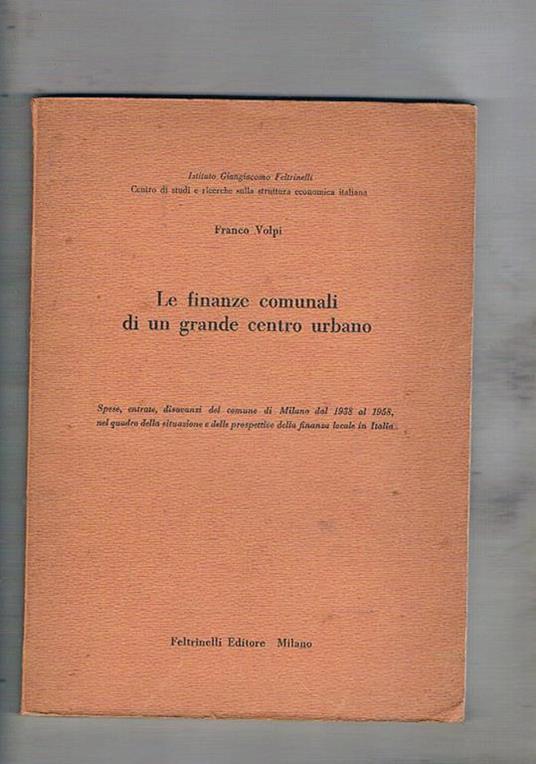 Istituto Giangiacomo Feltrinelli
Centro di studi e ricerche sulla struttura economica italiana
Franco Volpi
Le finanze comunali
di un grande centro urbano
Spese, entrate, disavanzi del comune di Milano dal 1938 al 1958,
nel quadro della situazione e delle prospettive della finanza locale in Italia
Feltrinelli Editore Milano